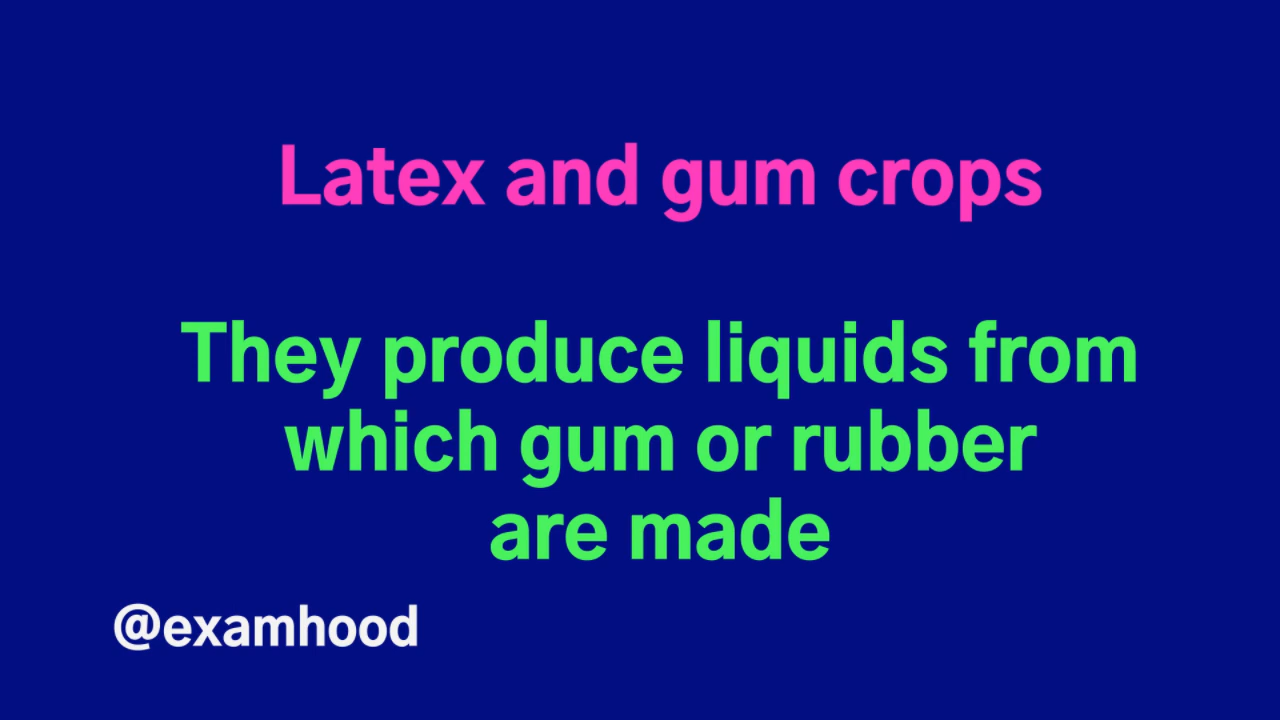 Latex and gum crops
They produce liquids from
which gum or rubber
are made
@examhood